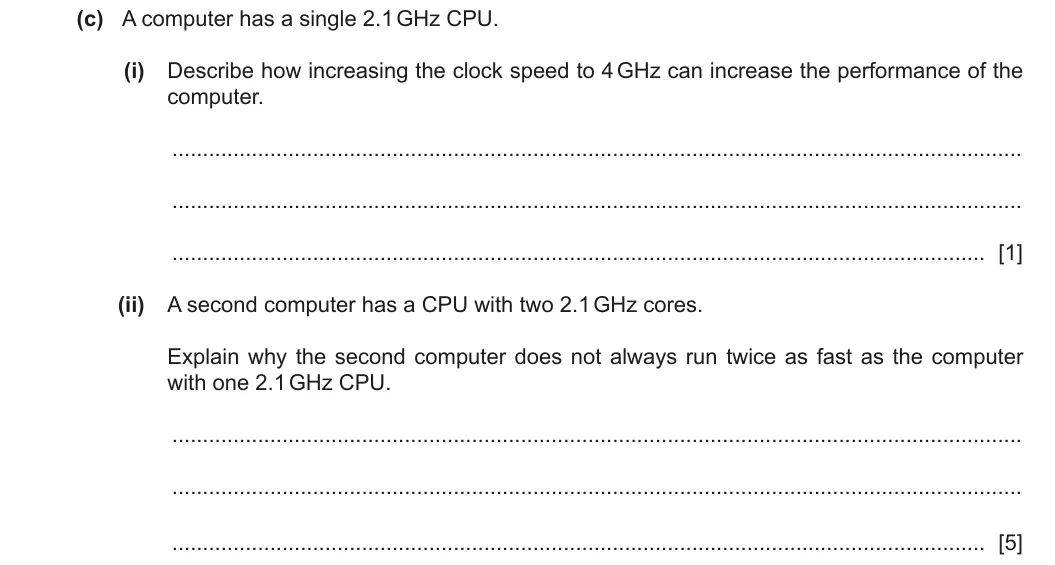 (c) A computer has a single 2.1 GHz CPU.
(i) Describe how increasing the clock speed to 4 GHz can increase the performance of the
computer.
...................................................................................................................................
...................................................................................................................................
............................................................................................................................. [1]
(ii) A second computer has a CPU with two 2.1 GHz cores.
Explain why the second computer does not always run twice as fast as the computer
with one 2.1 GHz CPU.
...................................................................................................................................
...................................................................................................................................
............................................................................................................................. [5]